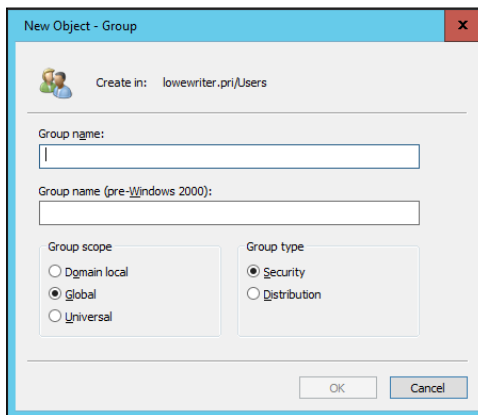 New Object - Group
x
Create in: lowewriter.pri/Users
Group name:
Group name (pre-Windows 2000):
Group scope
Group type
Domain local
Security
Global
Distribution
Universal
OK
Cancel